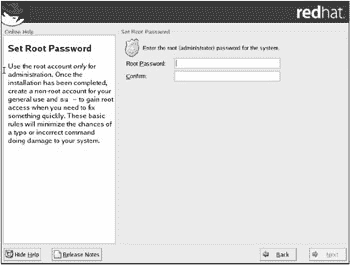 redhat
Online Help
Set Root Password
Use the root account only for
administration. Once the
installation has been completed,
create a non-root account for your
general use and su - to gain root
access when you need to fix
something quickly. These basic
rules will minimize the chances of
a typo or incorrect command
doing damage to your system.
Set Root Password
Enter the root (administrator) password for the system.
Root Password:
Confirm:
Hide Help
Release Notes
Back
Next